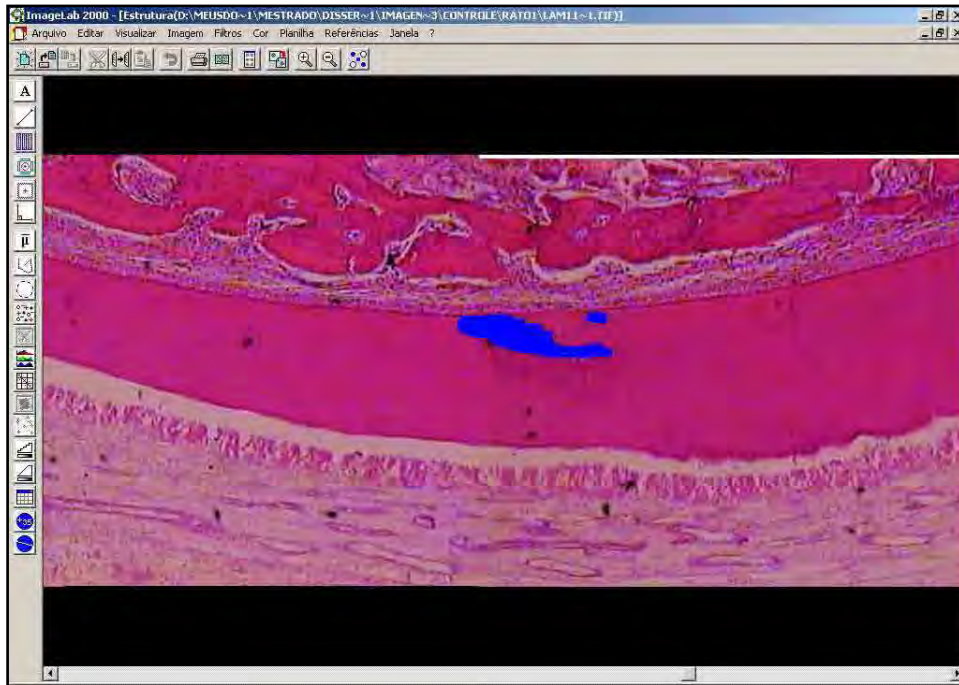 ImageLab 2000 - [Estrutura(D:\MEUSDO~1\MESTRADO\DISSER~1\IMAGEN~3\CONTROLE\RATO1\LAM11~1.TIF)]
Arquivo Editar Visualizar Imagem Filtros Cor Planilha Referências Janela ?
A
μ
+35